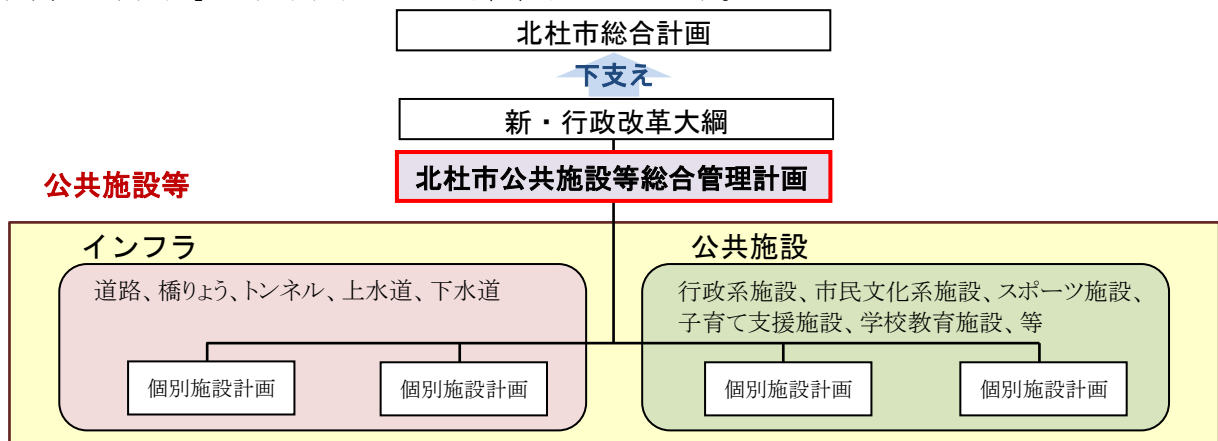 北杜市総合計画
下支え
新・行政改革大綱
北杜市公共施設等総合管理計画
公共施設等
インフラ
道路、橋りょう、トンネル、上水道、下水道
個別施設計画
個別施設計画
公共施設
行政系施設、市民文化系施設、スポーツ施設、
子育て支援施設、学校教育施設、等
個別施設計画
個別施設計画